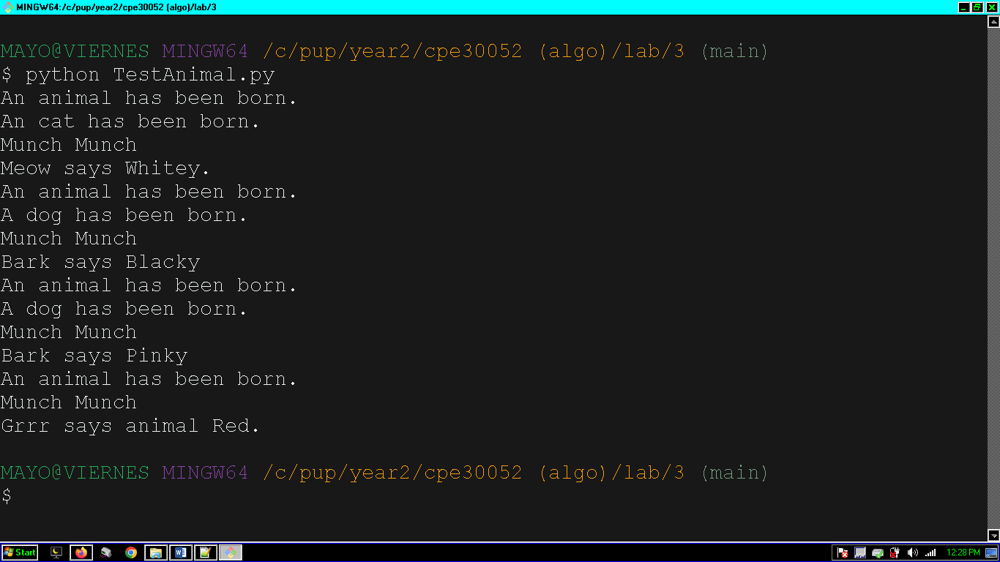 MINGW64:/c/pup/year2/cpe30052 (algo)/lab/3
MAYO@VIERNES MINGW64 /c/pup/year2/cpe30052 (algo)/lab/3 (main)
$ python TestAnimal.py
An animal has been born.
An cat has been born.
Munch Munch
Meow says Whitey.
An animal has been born.
A dog has been born.
Munch Munch
Bark says Blacky
An animal has been born.
A dog has been born.
Munch Munch
Bark says Pinky
An animal has been born.
Munch Munch
Grrr says animal Red.
MAYO@VIERNES MINGW64 /c/pup/year2/cpe30052 (algo)/lab/3 (main)
$
Start 12:28 PM